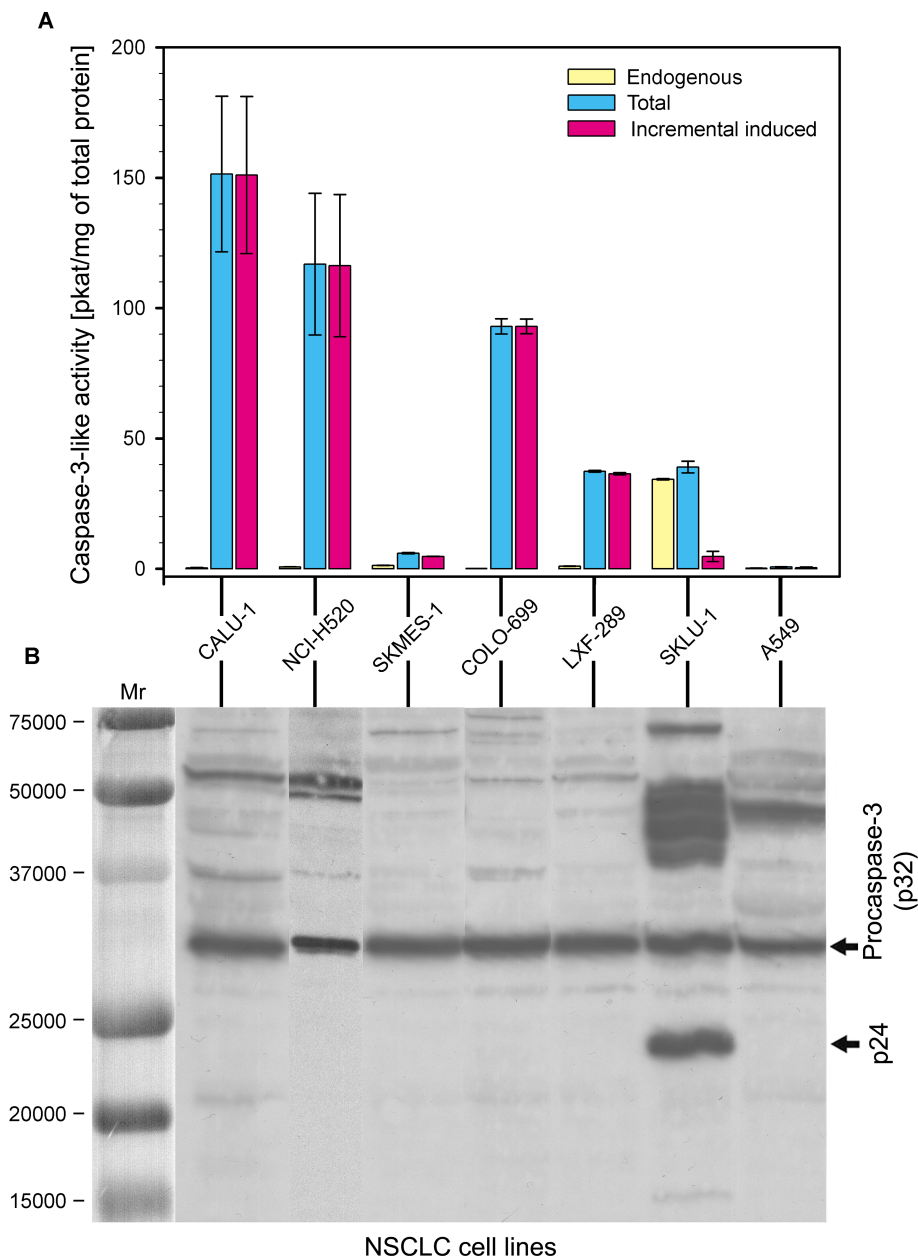 A
Caspase-3-like activity [pkat/mg of total protein]
200
150
100
50
0
Endogenous
Total
Incremental induced
CALU-1
NCI-H520
SKMES-1
COLO-699
LXF-289
SKLU-1
A549
B
Mr
75000
50000
37000
25000
20000
15000
Procaspase-3
(p32)
p24
NSCLC cell lines